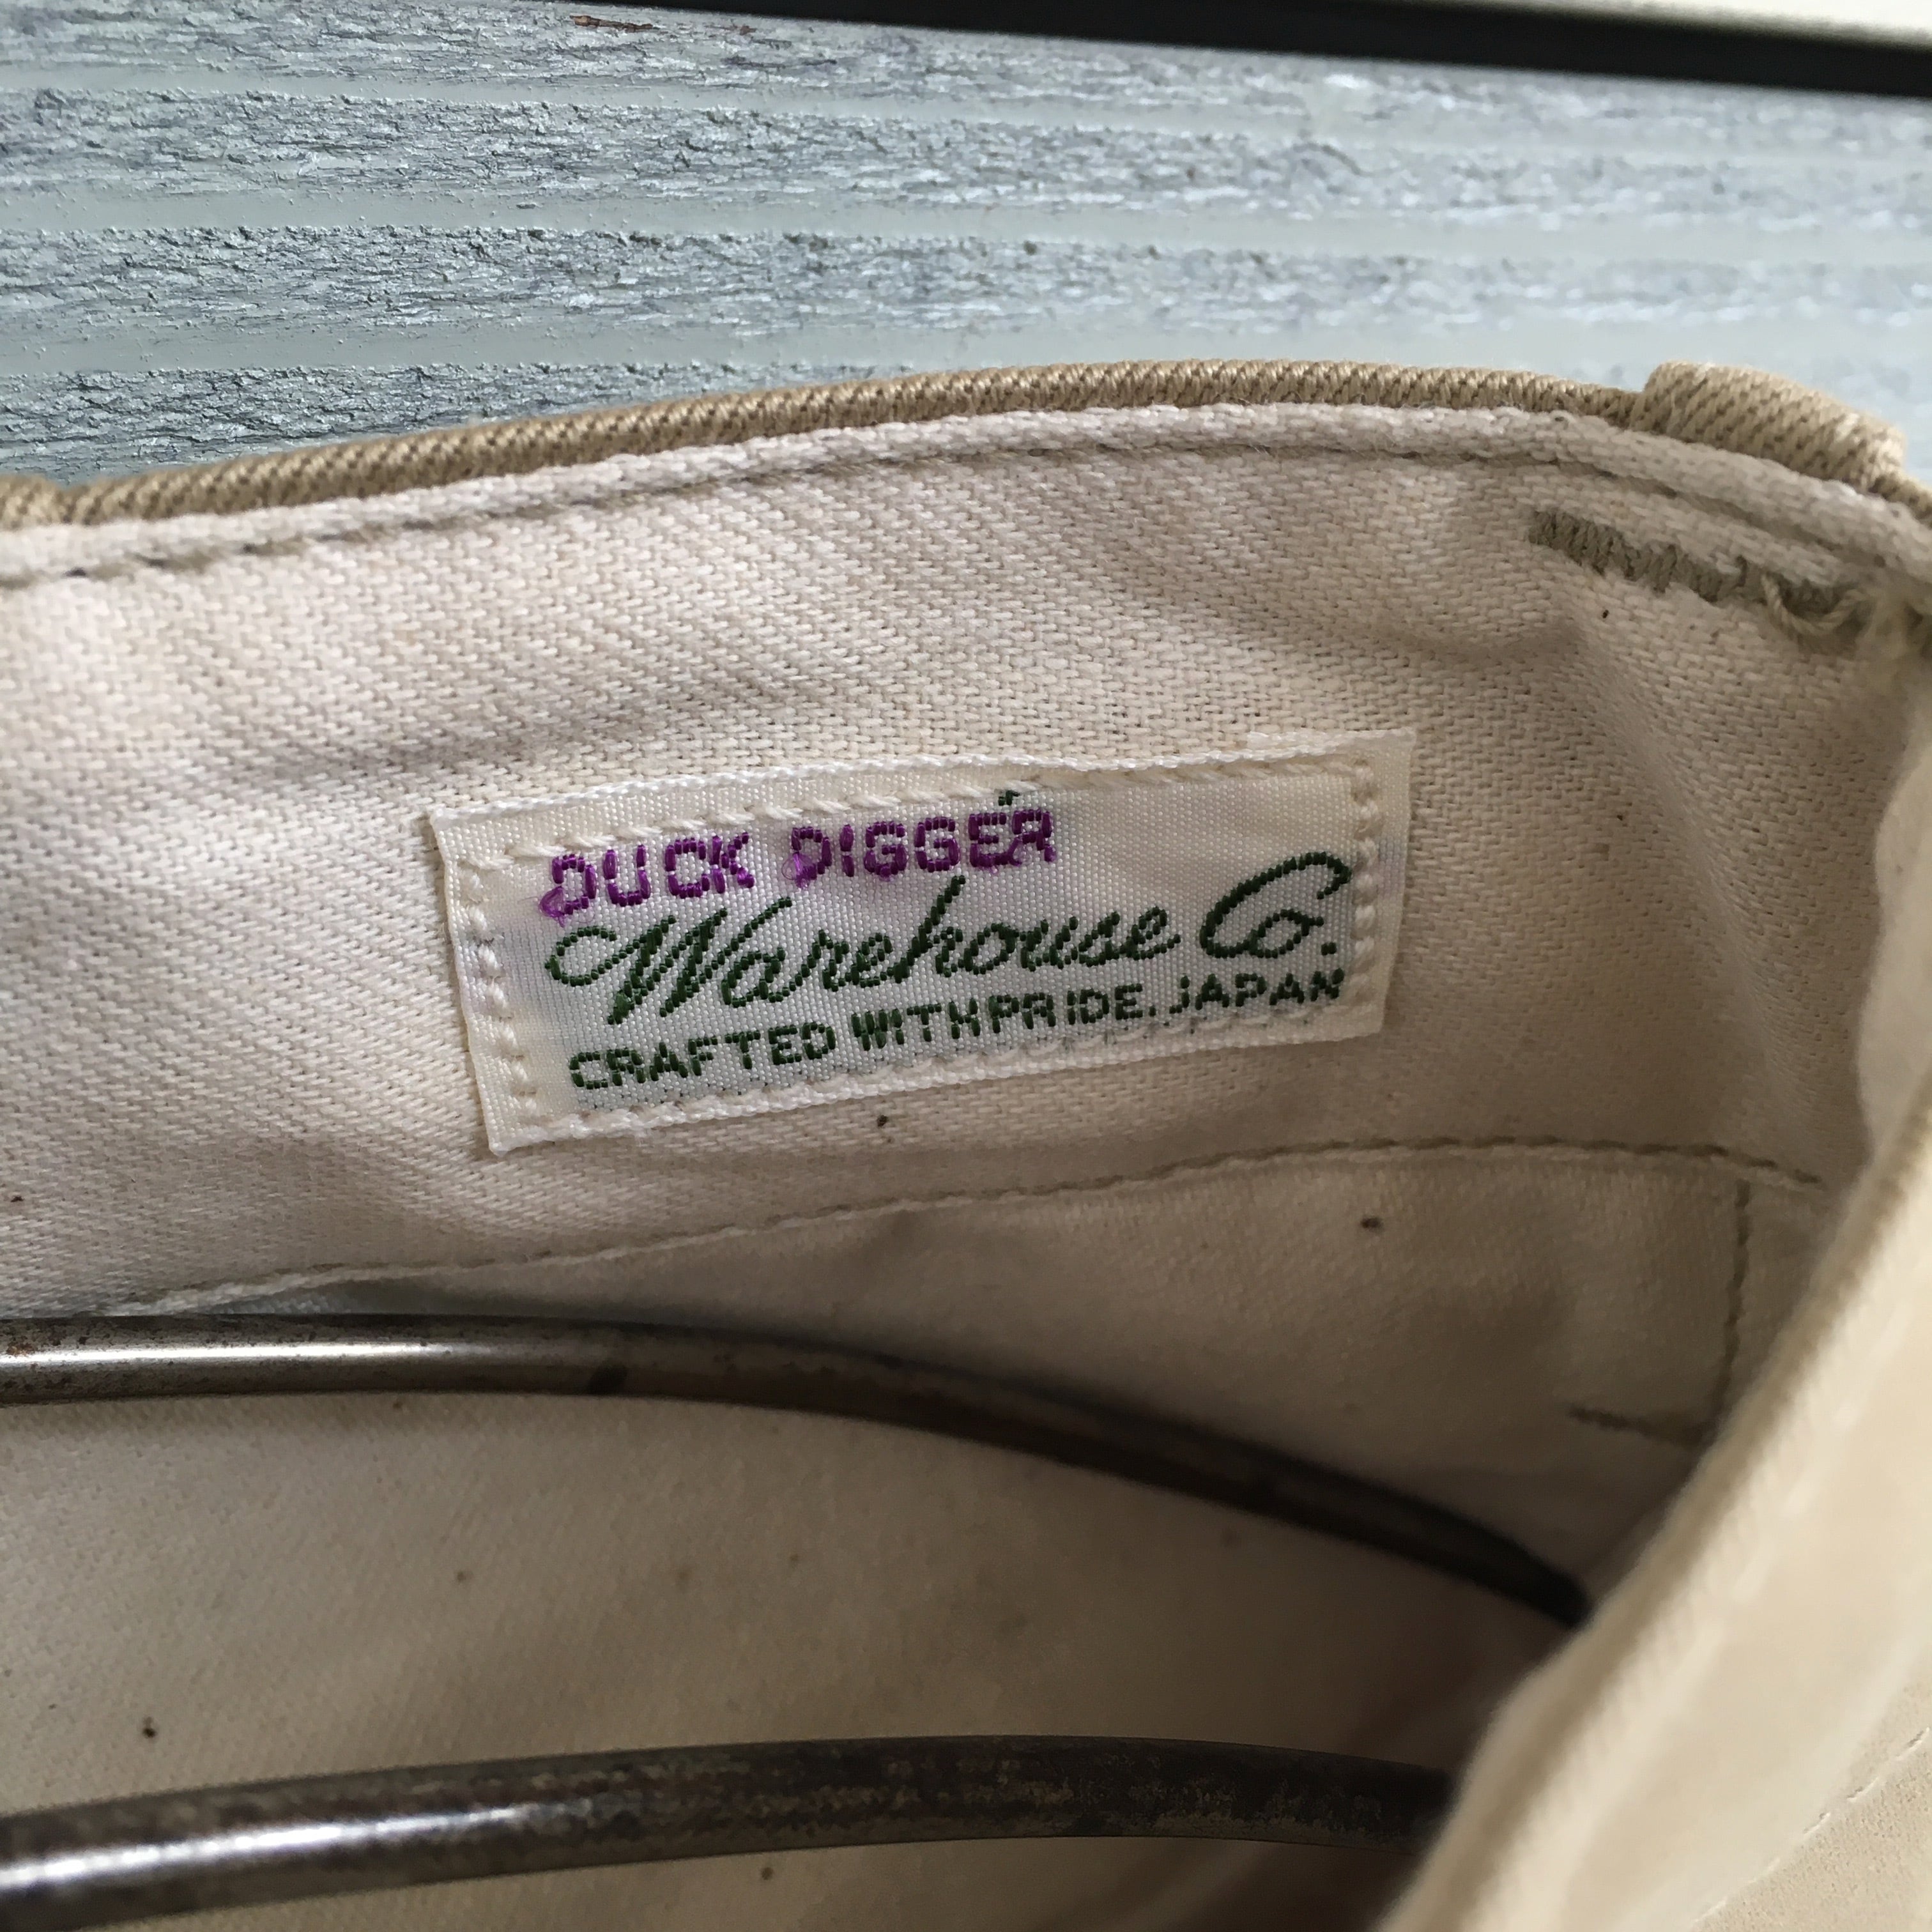 DUCK DIGGER
Warehouse Co.
CRAFTED WITH PRIDE. JAPAN